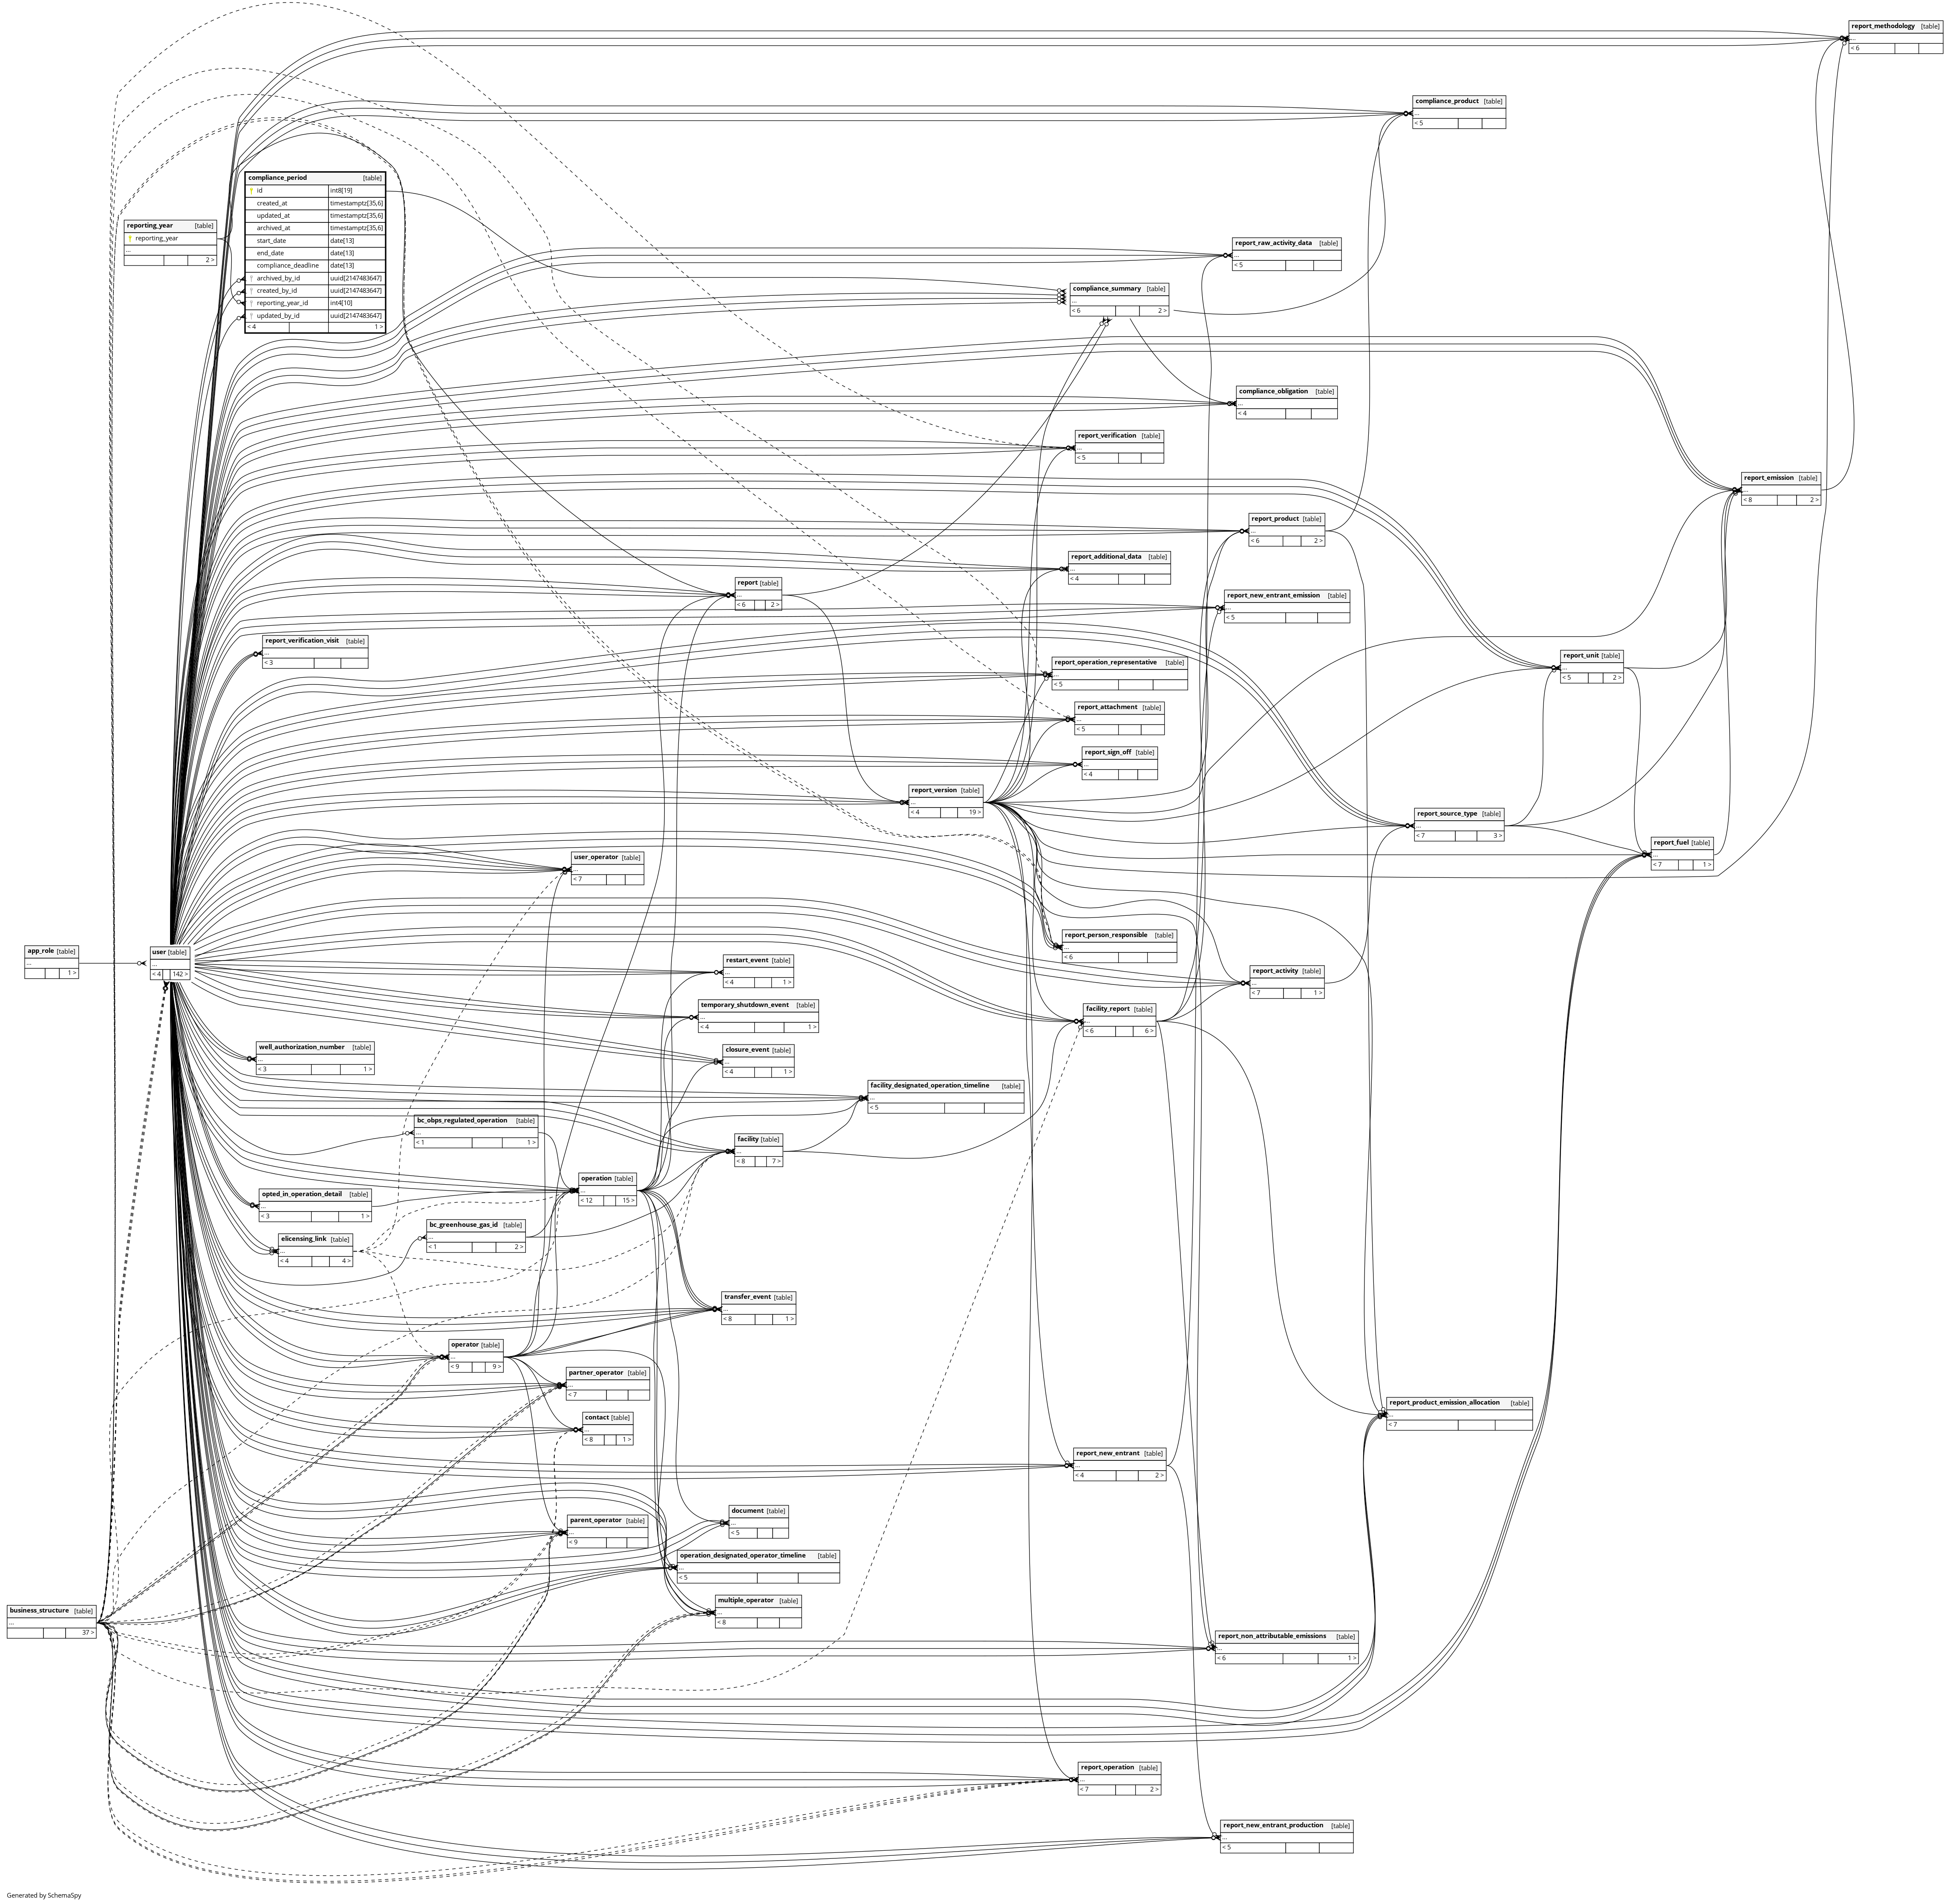 report_methodology [table]
...
< 6
compliance_product [table]
...
< 5
compliance_period [table]
id int8[19]
created_at timestamptz[35,6]
updated_at timestamptz[35,6]
archived_at timestamptz[35,6]
start_date date[13]
end_date date[13]
compliance_deadline date[13]
archived_by_id uuid[2147483647]
created_by_id uuid[2147483647]
reporting_year_id int4[10]
updated_by_id uuid[2147483647]
< 4 1 >
reporting_year [table]
reporting_year
...
2 >
report_raw_activity_data [table]
...
< 5
compliance_summary [table]
...
< 6 2 >
compliance_obligation [table]
...
< 4
report_verification [table]
...
< 5
report_emission [table]
...
< 8 2 >
report_product [table]
...
< 6 2 >
report_additional_data [table]
...
< 4
report [table]
...
< 6 2 >
report_new_entrant_emission [table]
...
< 5
report_verification_visit [table]
...
< 3
report_operation_representative [table]
...
< 5
report_unit [table]
...
< 5 2 >
report_attachment [table]
...
< 5
report_sign_off [table]
...
< 4
report_version [table]
...
< 4 19 >
report_source_type [table]
...
< 7 3 >
report_fuel [table]
...
< 7 1 >
user_operator [table]
...
< 7
report_person_responsible [table]
...
< 6
app_role [table]
...
1 >
user [table]
...
< 4 142 >
restart_event [table]
...
< 4 1 >
report_activity [table]
...
< 7 1 >
temporary_shutdown_event [table]
...
< 4 1 >
facility_report [table]
...
< 6 6 >
well_authorization_number [table]
...
< 3 1 >
closure_event [table]
...
< 4 1 >
facility_designated_operation_timeline [table]
...
< 5
bc_obps_regulated_operation [table]
...
< 1 1 >
facility [table]
...
< 8 7 >
operation [table]
...
< 12 15 >
opted_in_operation_detail [table]
...
< 3 1 >
bc_greenhouse_gas_id [table]
...
< 1 2 >
elicensing_link [table]
...
< 4 4 >
transfer_event [table]
...
< 8 1 >
operator [table]
...
< 9 9 >
partner_operator [table]
...
< 7
report_product_emission_allocation [table]
...
< 7
contact [table]
...
< 8 1 >
report_new_entrant [table]
...
< 4 2 >
document [table]
...
< 5
parent_operator [table]
...
< 9
operation_designated_operator_timeline [table]
...
< 5
multiple_operator [table]
...
< 8
business_structure [table]
...
37 >
report_non_attributable_emissions [table]
...
< 6 1 >
report_operation [table]
...
< 7 2 >
report_new_entrant_production [table]
...
< 5
Generated by SchemaSpy